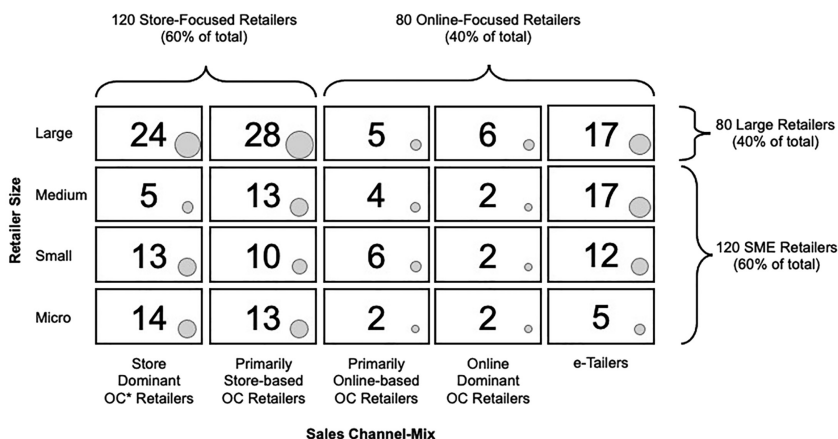 120 Store-Focused Retailers
(60% of total)
80 Online-Focused Retailers
(40% of total)
Retailer Size
Large
24
28
5
6
17
80 Large Retailers
(40% of total)
Medium
5
13
4
2
17
Small
13
10
6
2
12
120 SME Retailers
(60% of total)
Micro
14
13
2
2
5
Store
Dominant
OC* Retailers
Primarily
Store-based
OC Retailers
Primarily
Online-based
OC Retailers
Online
Dominant
OC Retailers
e-Tailers
Sales Channel-Mix